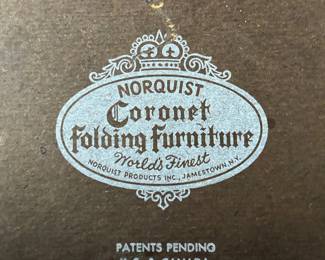 NORQUIST
Coronet
Folding Furniture
World's Finest
NORQUIST PRODUCTS INC., JAMESTOWN, N.Y.
PATENTS PENDING